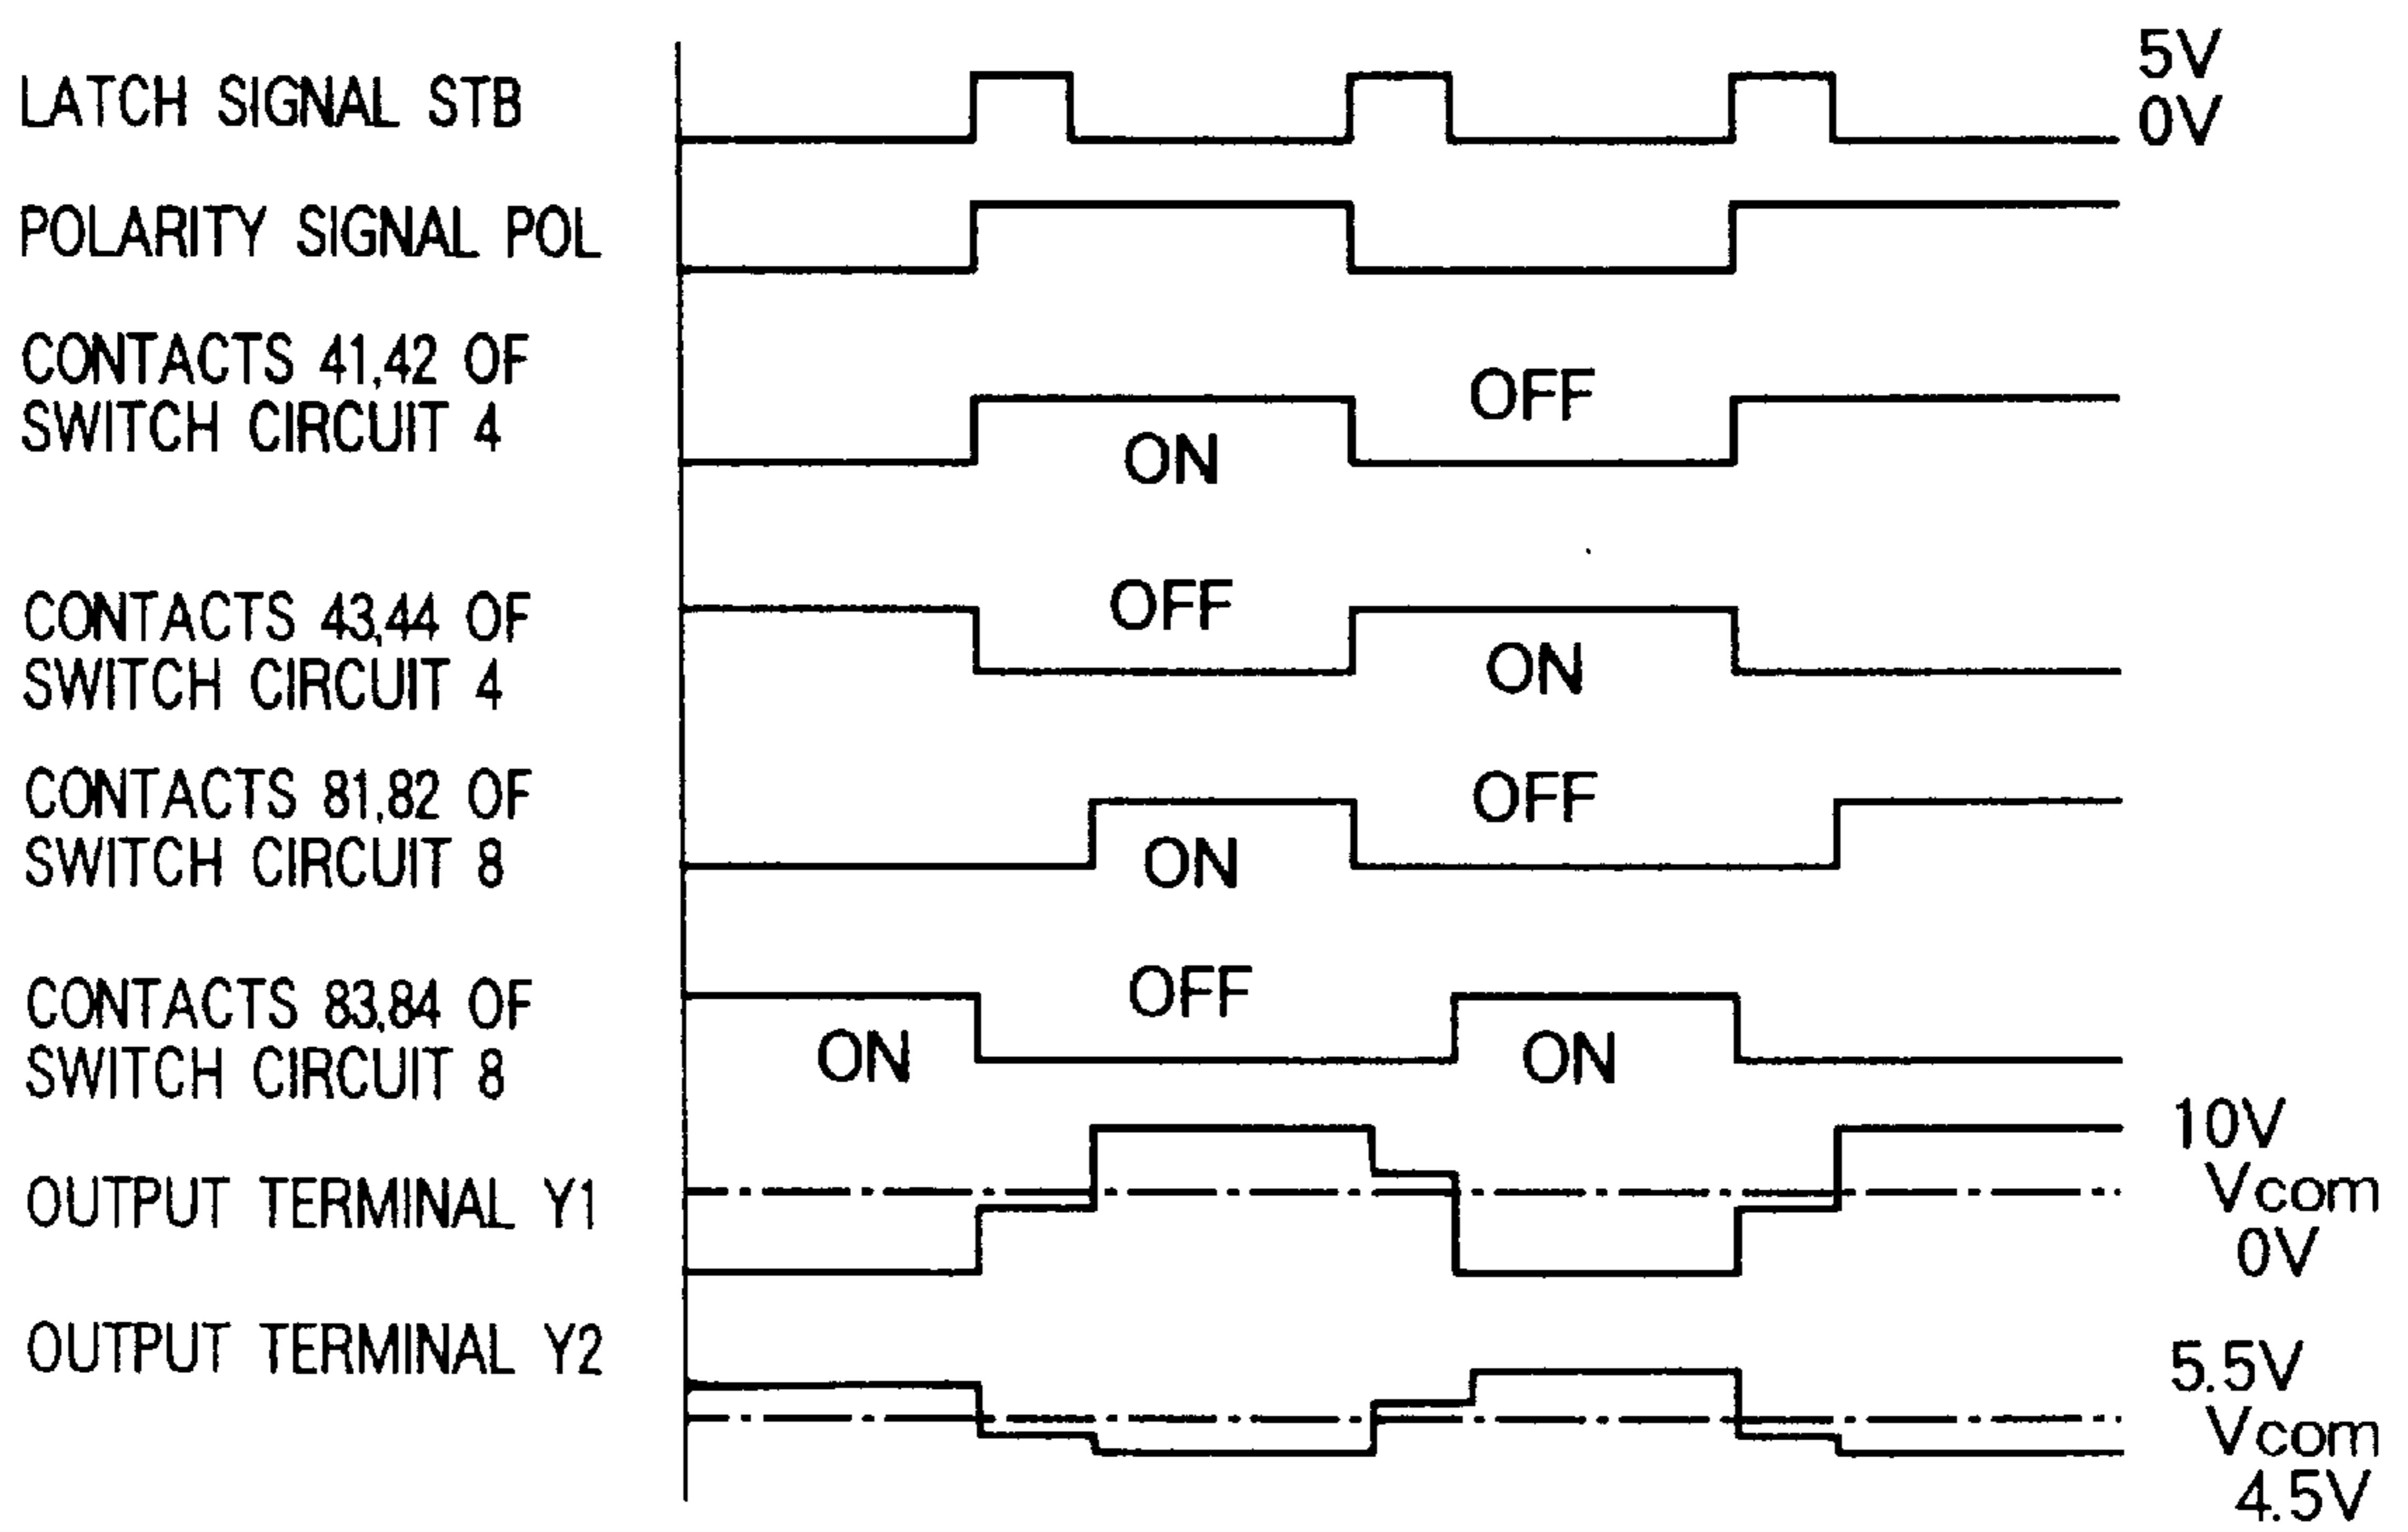 LATCH SIGNAL STB
5V
0V
POLARITY SIGNAL POL
CONTACTS 41,42 OF
SWITCH CIRCUIT 4
OFF
ON
CONTACTS 43,44 OF
SWITCH CIRCUIT 4
OFF
ON
CONTACTS 81,82 OF
SWITCH CIRCUIT 8
OFF
ON
CONTACTS 83,84 OF
SWITCH CIRCUIT 8
OFF
ON
ON
OUTPUT TERMINAL Y1
10V
Vcom
0V
OUTPUT TERMINAL Y2
5.5V
Vcom
4.5V